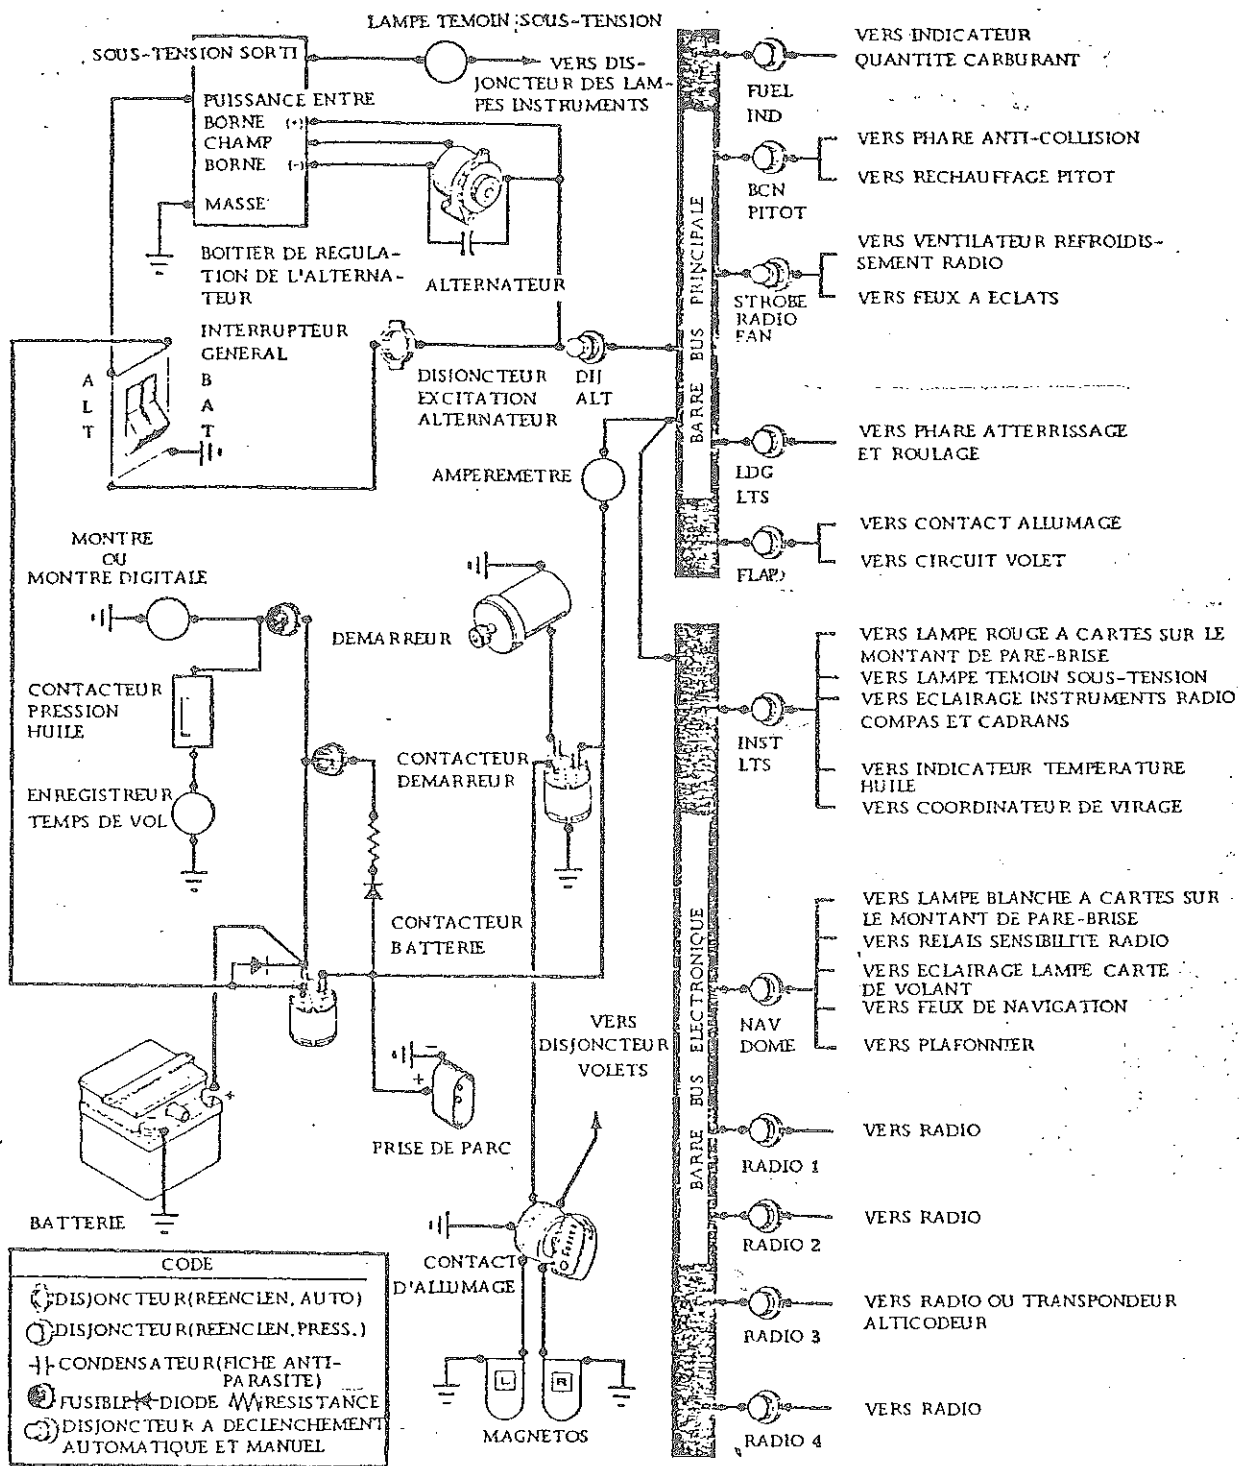 LAMPE TEMOIN SOUS-TENSION
SOUS-TENSION SORTI
VERS DIS-
JONCTEUR DES LAM-
PES INSTRUMENTS
PUISSANCE ENTRE
BORNE (+)
CHAMP
BORNE (-)
MASSE
BOITIER DE REGULA-
TION DE L'ALTERNA-
TEUR
ALTERNATEUR
INTERRUPTEUR
GENERAL
ALT
BAT
DISJONCTEUR
EXCITATION
ALTERNATEUR
DIJ
ALT
AMPEREMETRE
MONTRE
OU
MONTRE DIGITALE
DEMARREUR
CONTACTEUR
PRESSION
HUILE
CONTACTEUR
DEMARREUR
ENREGISTREUR
TEMPS DE VOL
CONTACTEUR
BATTERIE
VERS
DISJONCTEUR
VOLETS
- 
+
+
PRISE DE PARC
BATTERIE
CONTACT
D'ALLUMAGE
L
R
MAGNETOS
CODE
DISJONCTEUR(REENCLEN. AUTO)
DISJONCTEUR(REENCLEN. PRESS.)
CONDENSATEUR(FICHE ANTI-
PARASITE)
FUSIBLE DIODE RESISTANCE
DISJONCTEUR A DECLENCHEMENT
AUTOMATIQUE ET MANUEL
BARRE BUS PRINCIPALE
FUEL
IND
VERS INDICATEUR
QUANTITE CARBURANT
BCN
PITOT
VERS PHARE ANTI-COLLISION
VERS RECHAUFFAGE PITOT
STROBE
RADIO
FAN
VERS VENTILATEUR REFROIDIS-
SEMENT RADIO
VERS FEUX A ECLATS
LDG
LTS
VERS PHARE ATTERRISSAGE
ET ROULAGE
FLAP
VERS CONTACT ALLUMAGE
VERS CIRCUIT VOLET
BARRE BUS ELECTRONIQUE
INST
LTS
VERS LAMPE ROUGE A CARTES SUR LE
MONTANT DE PARE-BRISE
VERS LAMPE TEMOIN SOUS-TENSION
VERS ECLAIRAGE INSTRUMENTS RADIO
COMPAS ET CADRANS
VERS INDICATEUR TEMPERATURE
HUILE
VERS COORDINATEUR DE VIRAGE
NAV
DOME
VERS LAMPE BLANCHE A CARTES SUR
LE MONTANT DE PARE-BRISE
VERS RELAIS SENSIBILITE RADIO
VERS ECLAIRAGE LAMPE CARTE
DE VOLANT
VERS FEUX DE NAVIGATION
VERS PLAFONNIER
RADIO 1
VERS RADIO
RADIO 2
VERS RADIO
RADIO 3
VERS RADIO OU TRANSPONDEUR
ALTICODEUR
RADIO 4
VERS RADIO